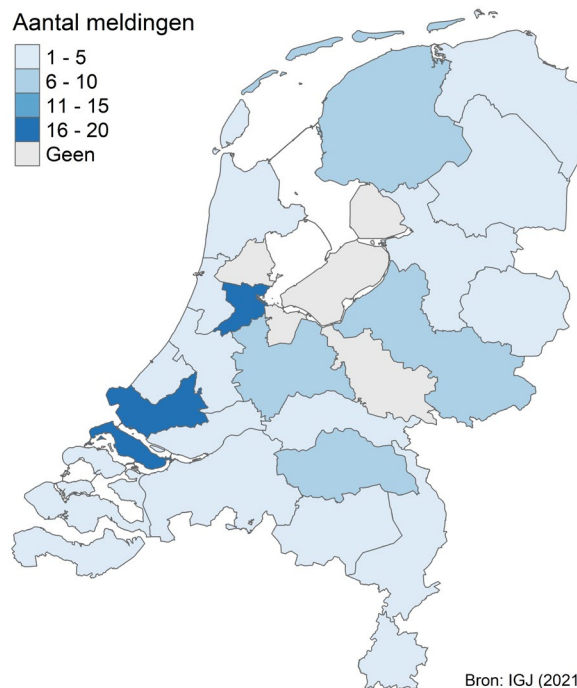 Aantal meldingen
1 - 5
6 - 10
11 - 15
16 - 20
Geen
Bron: IGJ (2021